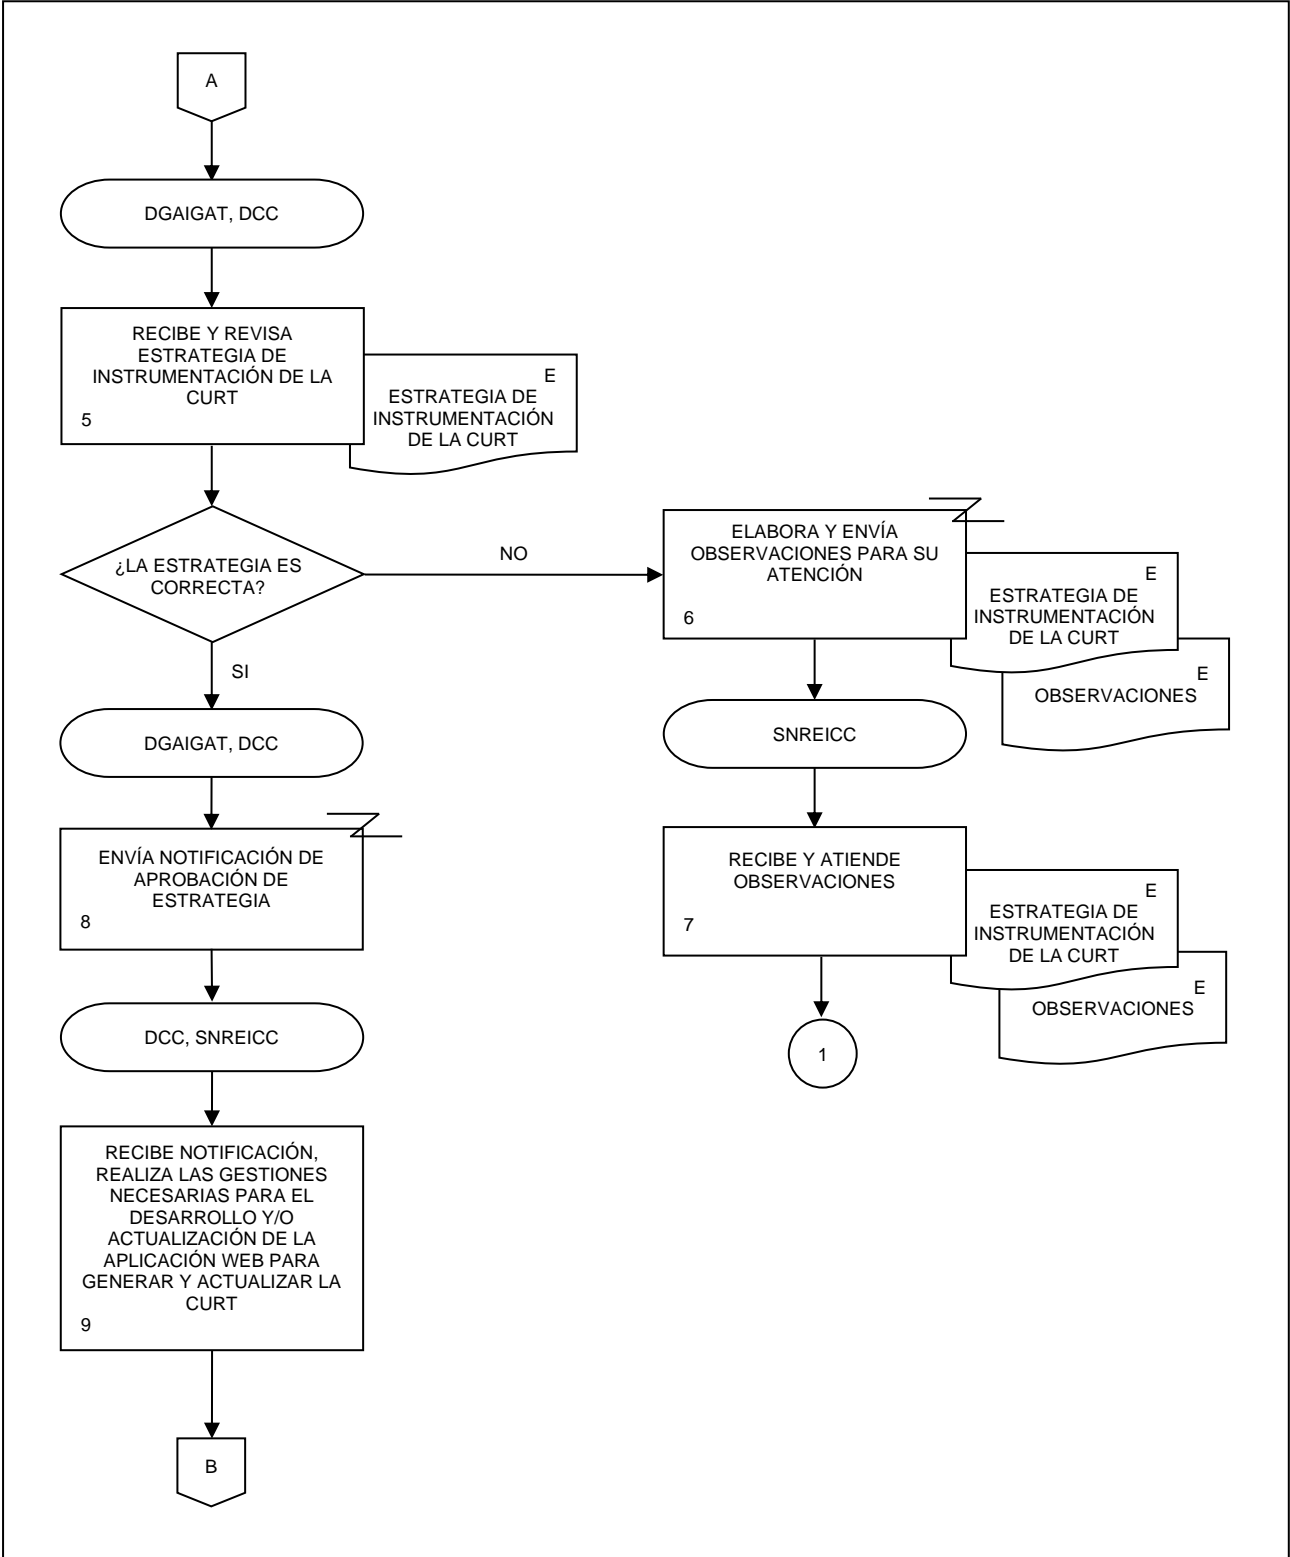 A
DGAIGAT, DCC
RECIBE Y REVISA
ESTRATEGIA DE
INSTRUMENTACIÓN DE LA
CURT
5
E
ESTRATEGIA DE
INSTRUMENTACIÓN
DE LA CURT
¿LA ESTRATEGIA ES
CORRECTA?
NO
ELABORA Y ENVÍA
OBSERVACIONES PARA SU
ATENCIÓN
6
E
ESTRATEGIA DE
INSTRUMENTACIÓN
DE LA CURT
E
OBSERVACIONES
SNREICC
RECIBE Y ATIENDE
OBSERVACIONES
7
E
ESTRATEGIA DE
INSTRUMENTACIÓN
DE LA CURT
E
OBSERVACIONES
1
SI
DGAIGAT, DCC
ENVÍA NOTIFICACIÓN DE
APROBACIÓN DE
ESTRATEGIA
8
DCC, SNREICC
RECIBE NOTIFICACIÓN,
REALIZA LAS GESTIONES
NECESARIAS PARA EL
DESARROLLO Y/O
ACTUALIZACIÓN DE LA
APLICACIÓN WEB PARA
GENERAR Y ACTUALIZAR LA
CURT
9
B